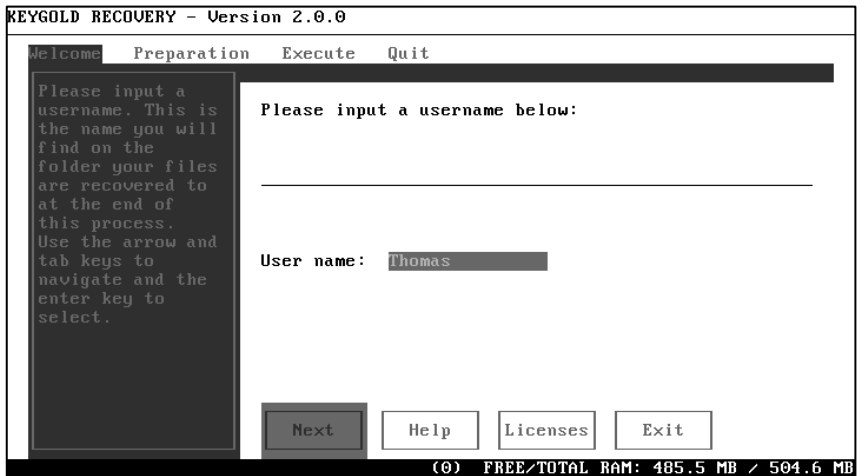 KEYGOLD RECOVERY - Version 2.0.0
Welcome Preparation Execute Quit
Please input a
username. This is
the name you will
find on the
folder your files
are recovered to
at the end of
this process.
Use the arrow and
tab keys to
navigate and the
enter key to
select.
Please input a username below:
User name: Thomas
Next Help Licenses Exit
(0) FREE/TOTAL RAM: 485.5 MB / 504.6 MB